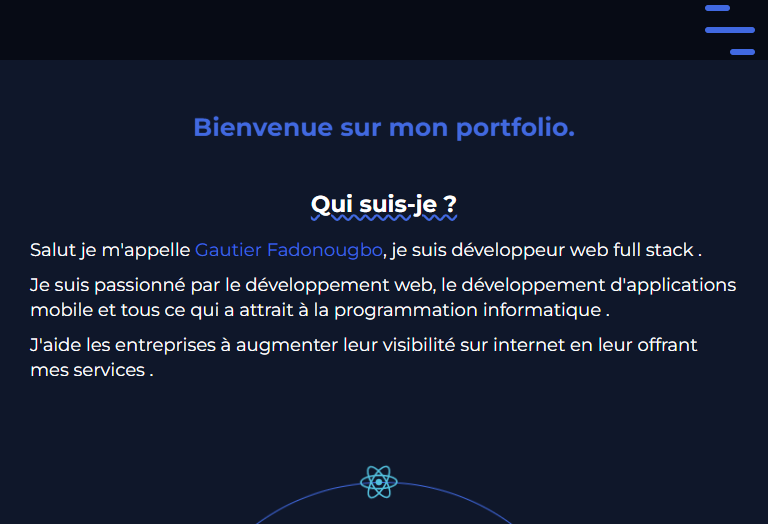 Bienvenue sur mon portfolio.
Qui suis-je ?
Salut je m'appelle Gautier Fadonougbo, je suis développeur web full stack .
Je suis passionné par le développement web, le développement d'applications
mobile et tous ce qui a attrait à la programmation informatique .
J'aide les entreprises à augmenter leur visibilité sur internet en leur offrant
mes services .